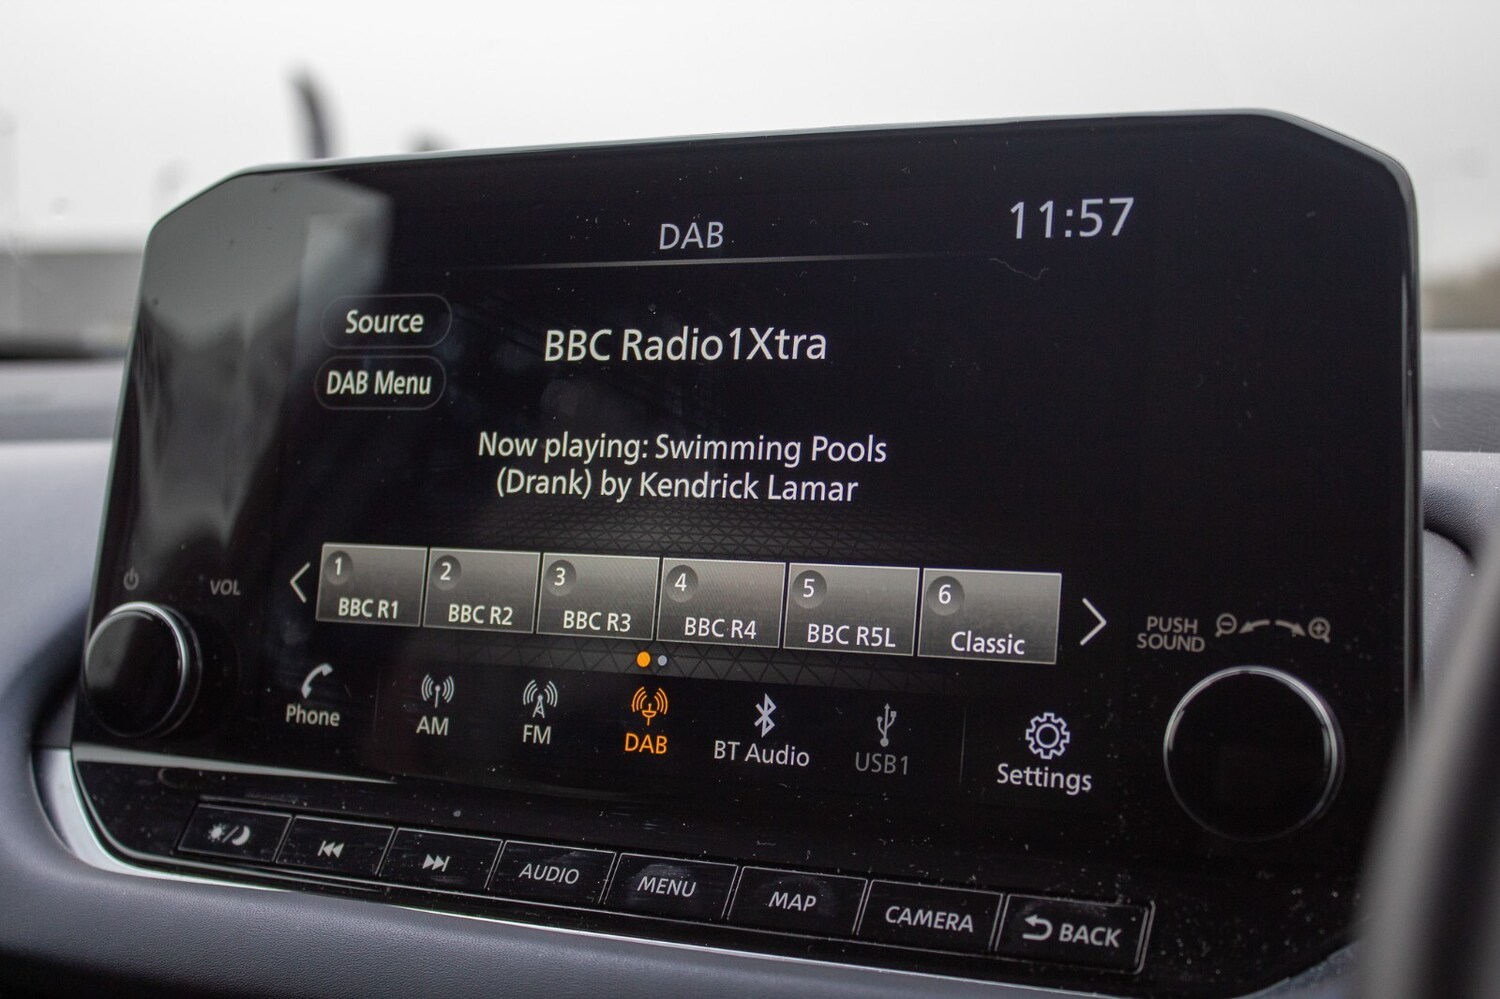 DAB
11:57
Source
BBC Radio1Xtra
DAB Menu
Now playing: Swimming Pools
(Drank) by Kendrick Lamar
1
BBC R1
2
BBC R2
3
BBC R3
4
BBC R4
5
BBC R5L
6
Classic
VOL
PUSH
SOUND
Phone
AM
FM
DAB
BT Audio
USB1
Settings
AUDIO
MENU
MAP
CAMERA
BACK